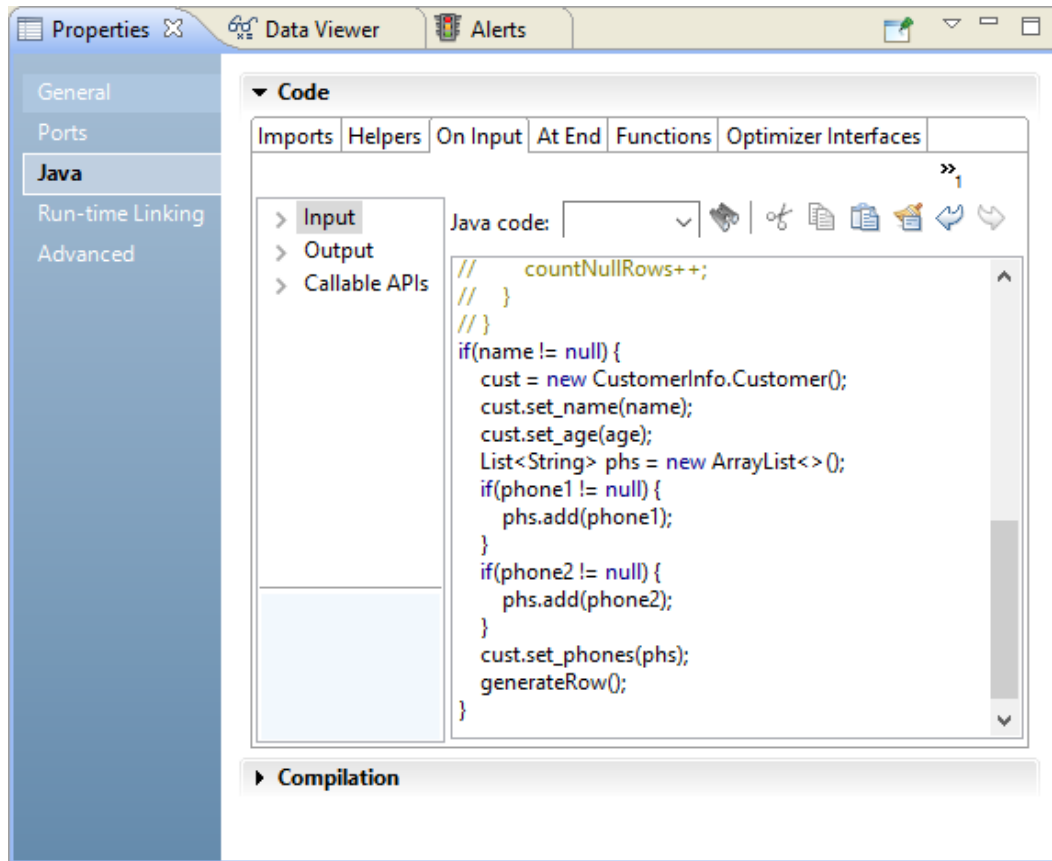 Properties Data Viewer Alerts
General
Ports
Java
Run-time Linking
Advanced
Code
Imports Helpers On Input At End Functions Optimizer Interfaces
»1
Input
Output
Callable APIs
Java code:
// countNullRows++;
// }
// }
if(name != null) {
cust = new CustomerInfo.Customer();
cust.set_name(name);
cust.set_age(age);
List<String> phs = new ArrayList<>();
if(phone1 != null) {
phs.add(phone1);
}
if(phone2 != null) {
phs.add(phone2);
}
cust.set_phones(phs);
generateRow();
}
Compilation